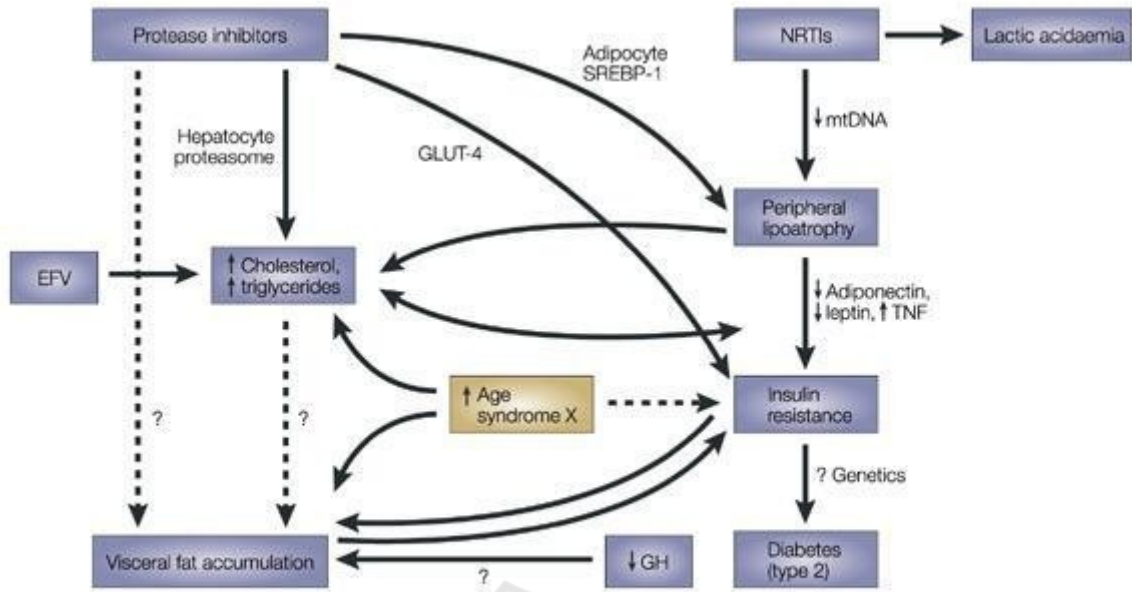 Protease inhibitors
NRTIs
Lactic acidaemia
Adipocyte
SREBP-1
↓ mtDNA
Hepatocyte
proteasome
GLUT-4
Peripheral
lipoatrophy
EFV
↑ Cholesterol,
↑ triglycerides
↓ Adiponectin,
↓ leptin, ↑ TNF
↑ Age
syndrome X
Insulin
resistance
?
?
? Genetics
Visceral fat accumulation
?
↓ GH
Diabetes
(type 2)